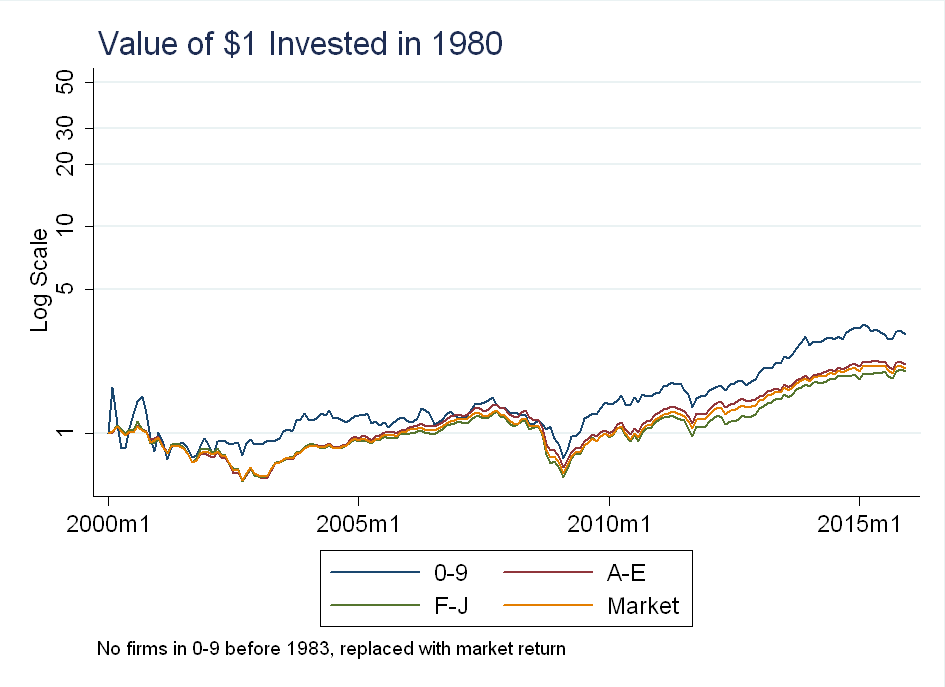 Value of $1 Invested in 1980
Log Scale
50
30
20
10
5
1
2000m1 2005m1 2010m1 2015m1
0-9 A-E
F-J Market
No firms in 0-9 before 1983, replaced with market return